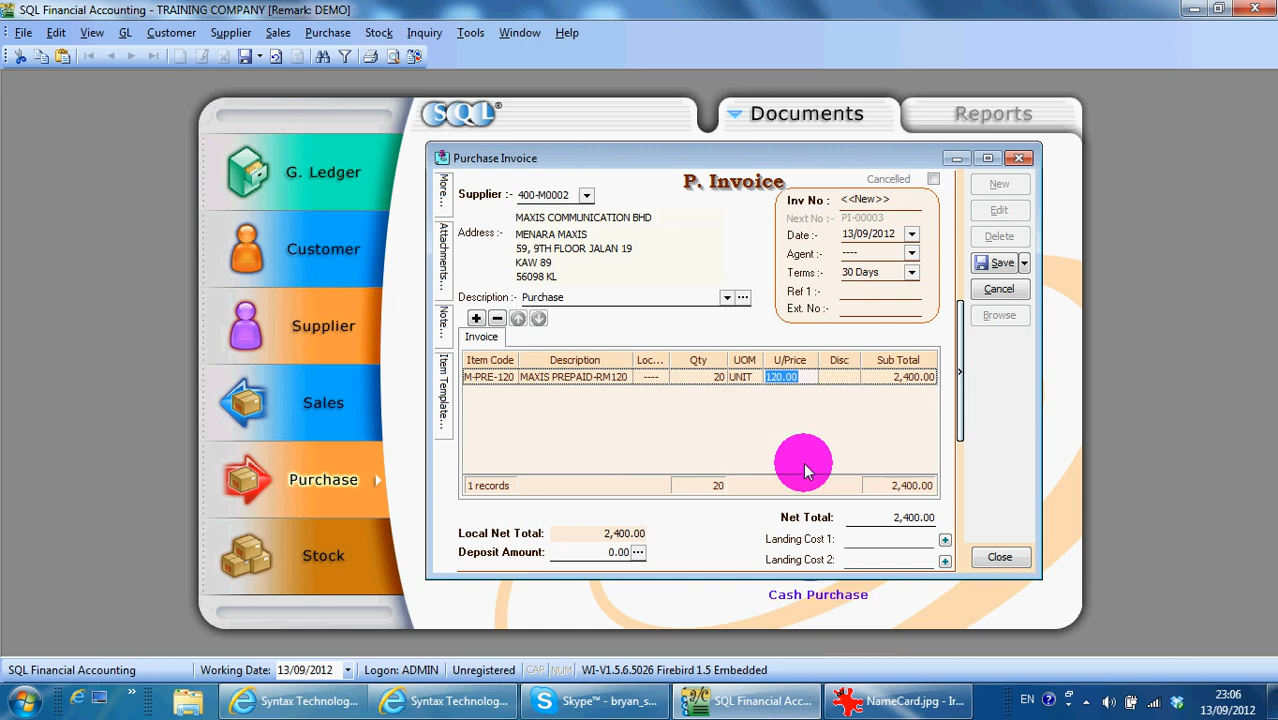 SQL Financial Accounting - TRAINING COMPANY [Remark: DEMO]
File Edit View GL Customer Supplier Sales Purchase Stock Inquiry Tools Window Help
SQL® Documents Reports
G. Ledger
Customer
Supplier
Sales
Purchase
Stock
Purchase Invoice
More...
Attachments...
Note...
Item Template...
P. Invoice
Cancelled
Supplier :- 400-M0002
MAXIS COMMUNICATION BHD
Address :- MENARA MAXIS
59, 9TH FLOOR JALAN 19
KAW 89
56098 KL
Description :- Purchase
Inv No : <<New>>
Next No :- PI-00003
Date :- 13/09/2012
Agent :- ----
Terms :- 30 Days
Ref 1 :-
Ext. No :-
New
Edit
Delete
Save
Cancel
Browse
Invoice
Item Code Description Loc... Qty UOM U/Price Disc Sub Total
M-PRE-120 MAXIS PREPAID-RM120 ---- 20 UNIT 120.00 2,400.00
1 records 20 2,400.00
Net Total: 2,400.00
Local Net Total: 2,400.00
Deposit Amount: 0.00
Landing Cost 1:
Landing Cost 2:
Close
Cash Purchase
SQL Financial Accounting Working Date: 13/09/2012 Logon: ADMIN Unregistered CAP NUM WI-V1.5.6.5026 Firebird 1.5 Embedded
Syntax Technolog... Syntax Technolog... Skype™ - bryan_s... SQL Financial Acc... NameCard.jpg - Ir... EN 23:06
13/09/2012